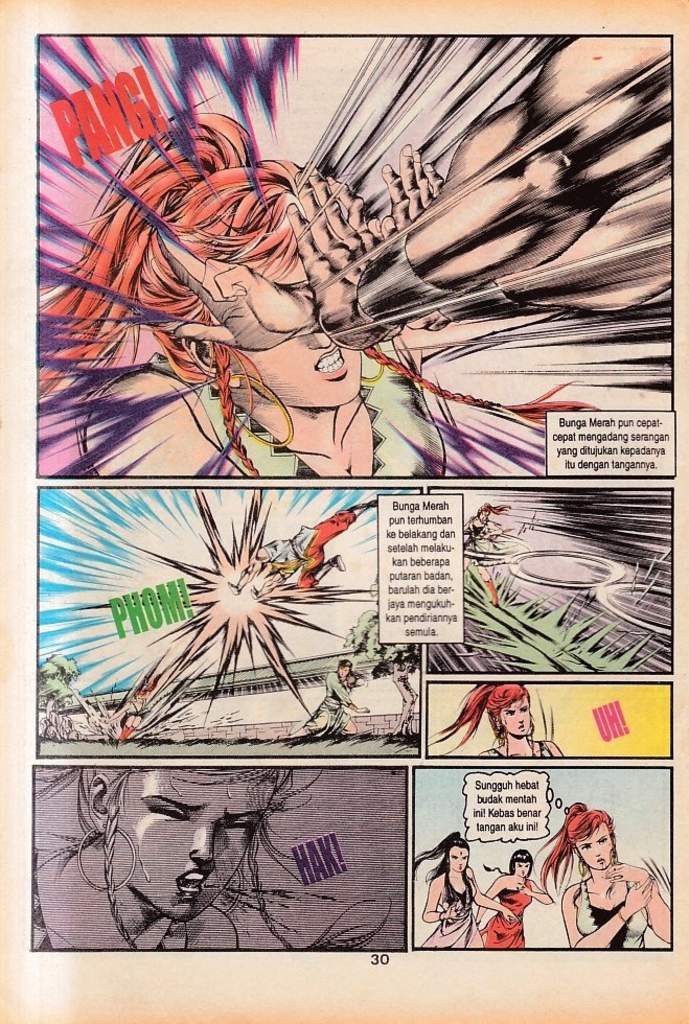 PANG!
Bunga Merah pun cepat-
cepat mengadang serangan
yang ditujukan kepadanya
itu dengan tangannya.
PHOM!
Bunga Merah
pun terhumban
ke belakang dan
setelah melaku-
kan beberapa
putaran badan,
barulah dia ber-
jaya mengukuh-
kan pendiriannya
semula.
UH!
HAK!
Sungguh hebat
budak mentah
ini! Kebas benar
tangan aku ini!
30